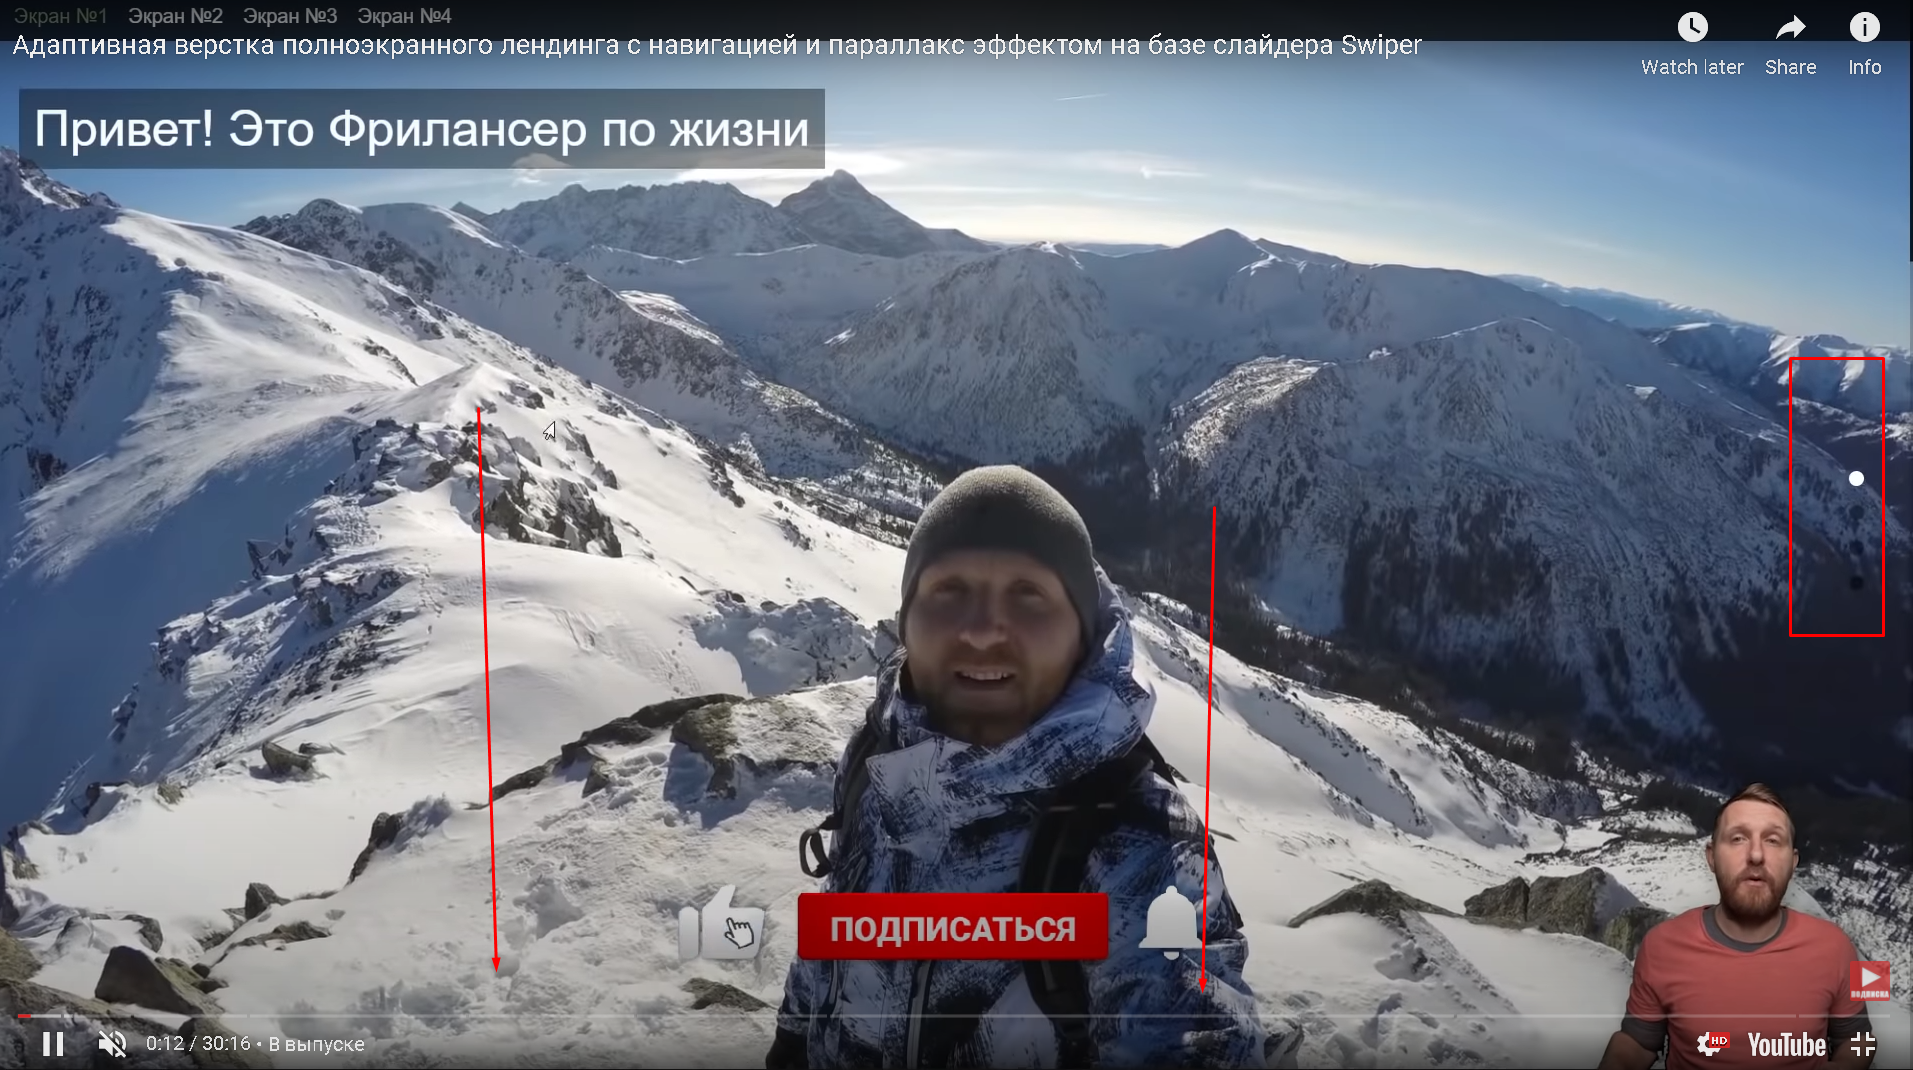 Экран №1 Экран №2 Экран №3 Экран №4
Адаптивная верстка полноэкранного лендинга с навигацией и параллакс эффектом на базе слайдера Swiper
Watch later Share Info
Привет! Это Фрилансер по жизни
ПОДПИСАТЬСЯ
ПОДПИСКА
0:12 / 30:16 • В выпуске
HD YouTube